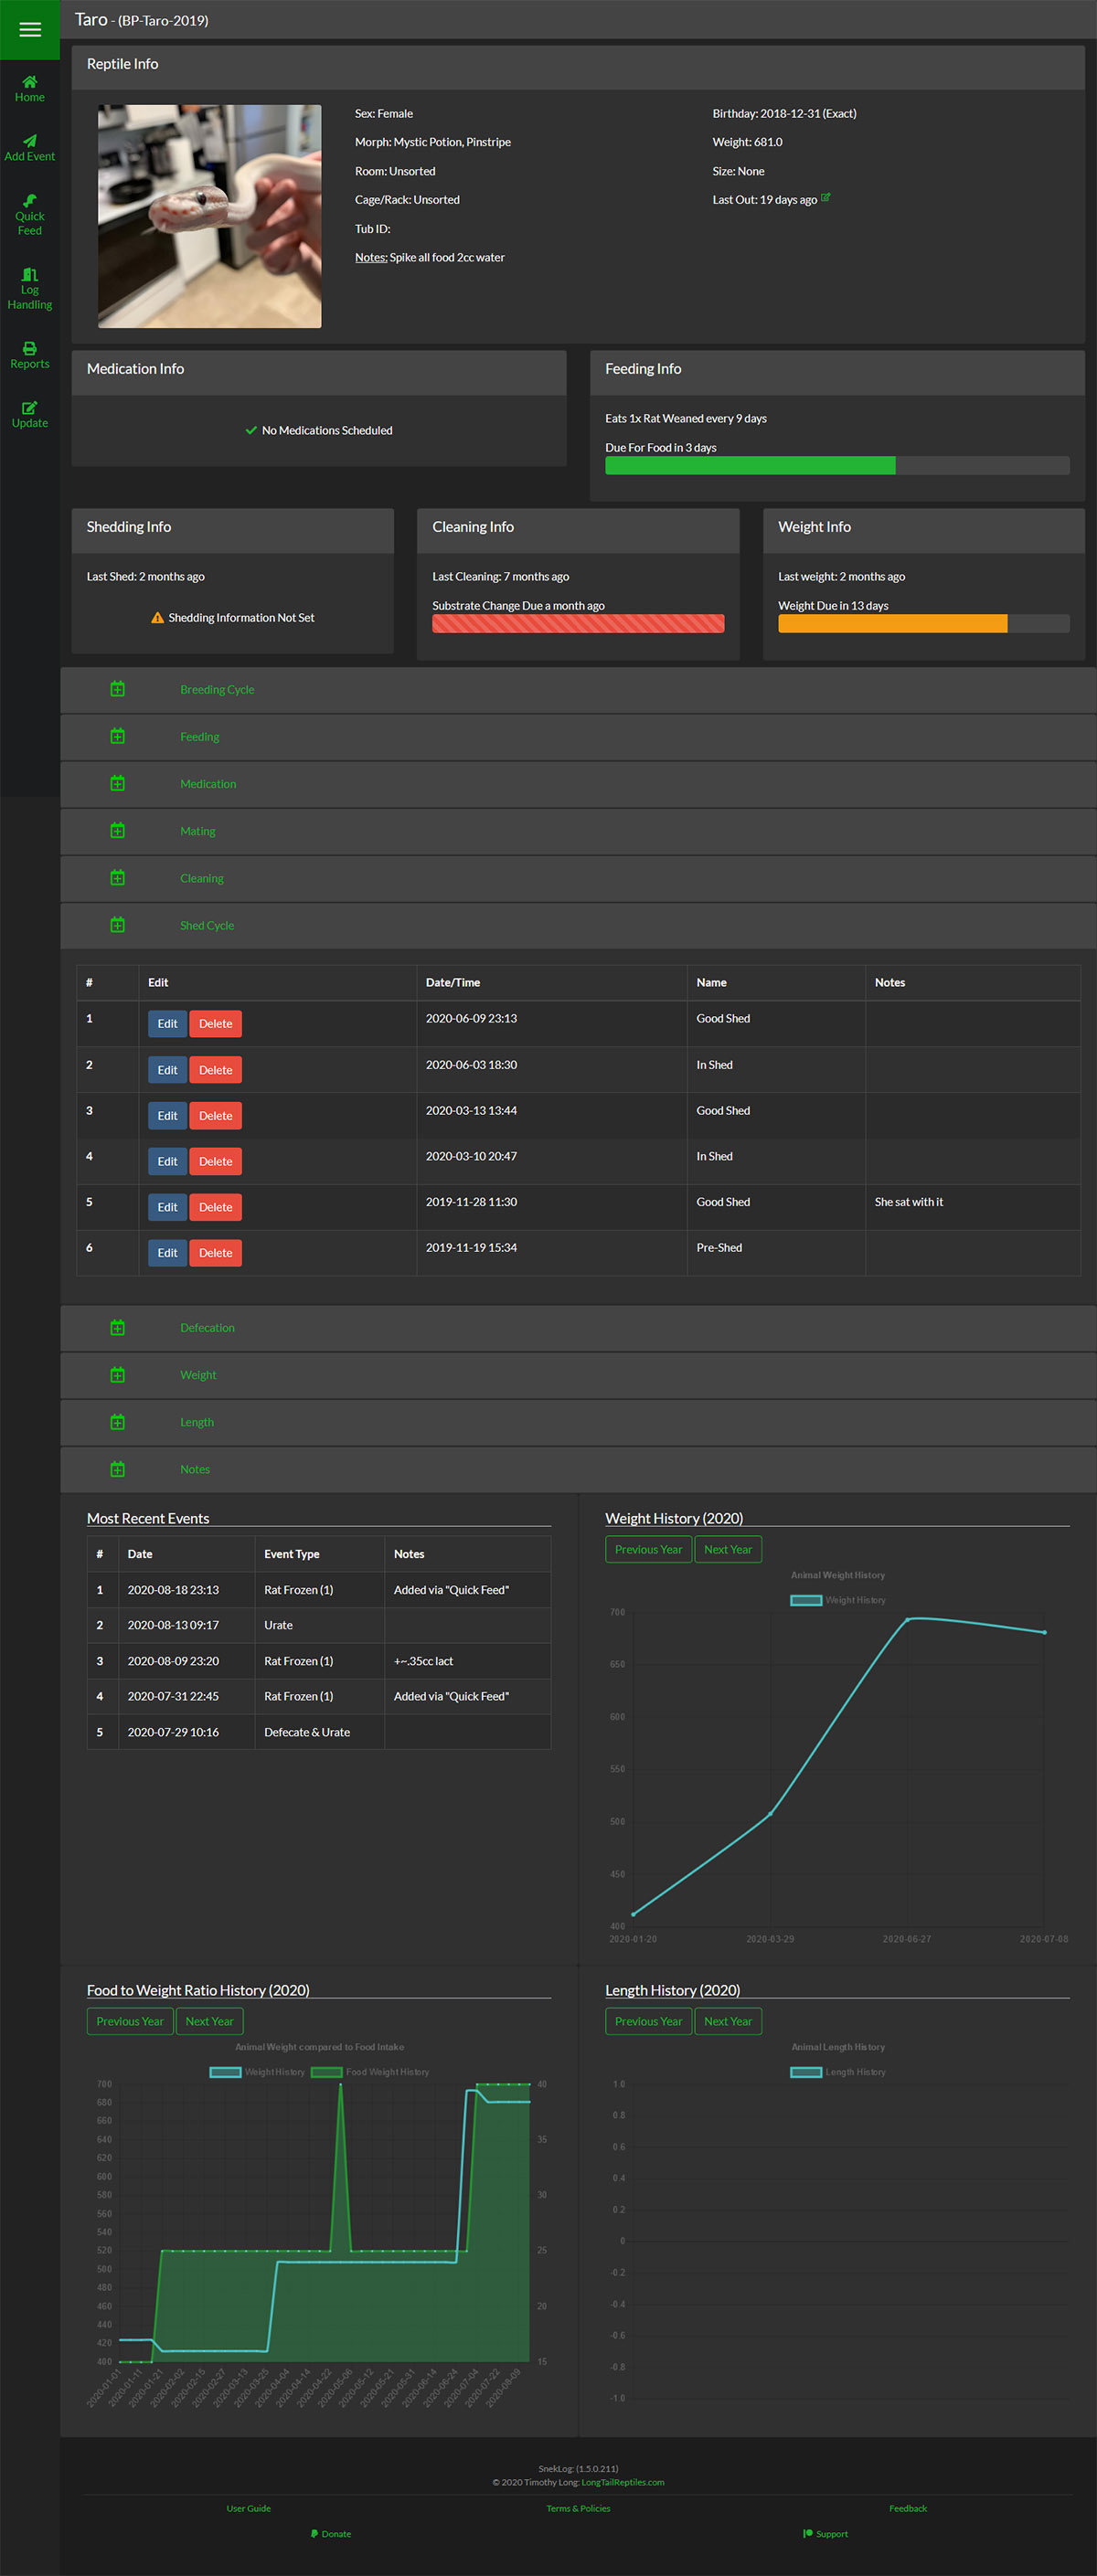 Taro - (BP-Taro-2019)
Home
Add Event
Quick
Feed
Log
Handling
Reports
Update
Reptile Info
Sex: Female
Morph: Mystic Potion, Pinstripe
Room: Unsorted
Cage/Rack: Unsorted
Tub ID:
Notes: Spike all food 2cc water
Birthday: 2018-12-31 (Exact)
Weight: 681.0
Size: None
Last Out: 19 days ago
Medication Info
No Medications Scheduled
Feeding Info
Eats 1x Rat Weaned every 9 days
Due For Food in 3 days
Shedding Info
Last Shed: 2 months ago
Shedding Information Not Set
Cleaning Info
Last Cleaning: 7 months ago
Substrate Change Due a month ago
Weight Info
Last weight: 2 months ago
Weight Due in 13 days
Breeding Cycle
Feeding
Medication
Mating
Cleaning
Shed Cycle
# Edit Date/Time Name Notes
1 Edit Delete 2020-06-09 23:13 Good Shed
2 Edit Delete 2020-06-03 18:30 In Shed
3 Edit Delete 2020-03-13 13:44 Good Shed
4 Edit Delete 2020-03-10 20:47 In Shed
5 Edit Delete 2019-11-28 11:30 Good Shed She sat with it
6 Edit Delete 2019-11-19 15:34 Pre-Shed
Defecation
Weight
Length
Notes
Most Recent Events
# Date Event Type Notes
1 2020-08-18 23:13 Rat Frozen (1) Added via "Quick Feed"
2 2020-08-13 09:17 Urate
3 2020-08-09 23:20 Rat Frozen (1) +~.35cc lact
4 2020-07-31 22:45 Rat Frozen (1) Added via "Quick Feed"
5 2020-07-29 10:16 Defecate & Urate
Weight History (2020)
Previous Year Next Year
Animal Weight History
Weight History
700
650
600
550
500
450
400
2020-01-20 2020-03-29 2020-06-27 2020-07-08
Food to Weight Ratio History (2020)
Previous Year Next Year
Animal Weight compared to Food Intake
Weight History Food Weight History
700 40
680
660
640 35
620
600
580 30
560
540
520 25
500
480
460 20
440
420
400 15
2020-01-01 2020-01-11 2020-01-21 2020-02-02 2020-02-15 2020-02-27 2020-03-13 2020-03-25 2020-04-04 2020-04-14 2020-04-22 2020-05-06 2020-05-12 2020-05-21 2020-05-31 2020-06-14 2020-06-24 2020-07-04 2020-07-22 2020-08-09
Length History (2020)
Previous Year Next Year
Animal Length History
Length History
1.0
0.8
0.6
0.4
0.2
0
-0.2
-0.4
-0.6
-0.8
-1.0
SnekLog: (1.5.0.211)
© 2020 Timothy Long: LongTailReptiles.com
User Guide Terms & Policies Feedback
Donate Support